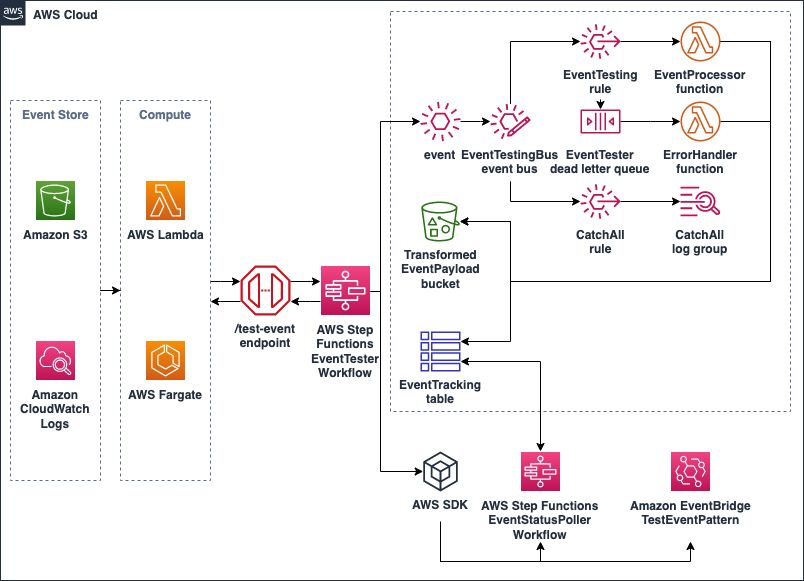 aws
AWS Cloud
Event Store
Amazon S3
Amazon
CloudWatch
Logs
Compute
AWS Lambda
AWS Fargate
/test-event
endpoint
AWS Step
Functions
EventTester
Workflow
event
EventTestingBus
event bus
EventTesting
rule
EventProcessor
function
EventTester
dead letter queue
ErrorHandler
function
CatchAll
rule
CatchAll
log group
Transformed
EventPayload
bucket
EventTracking
table
AWS SDK
AWS Step Functions
EventStatusPoller
Workflow
Amazon EventBridge
TestEventPattern